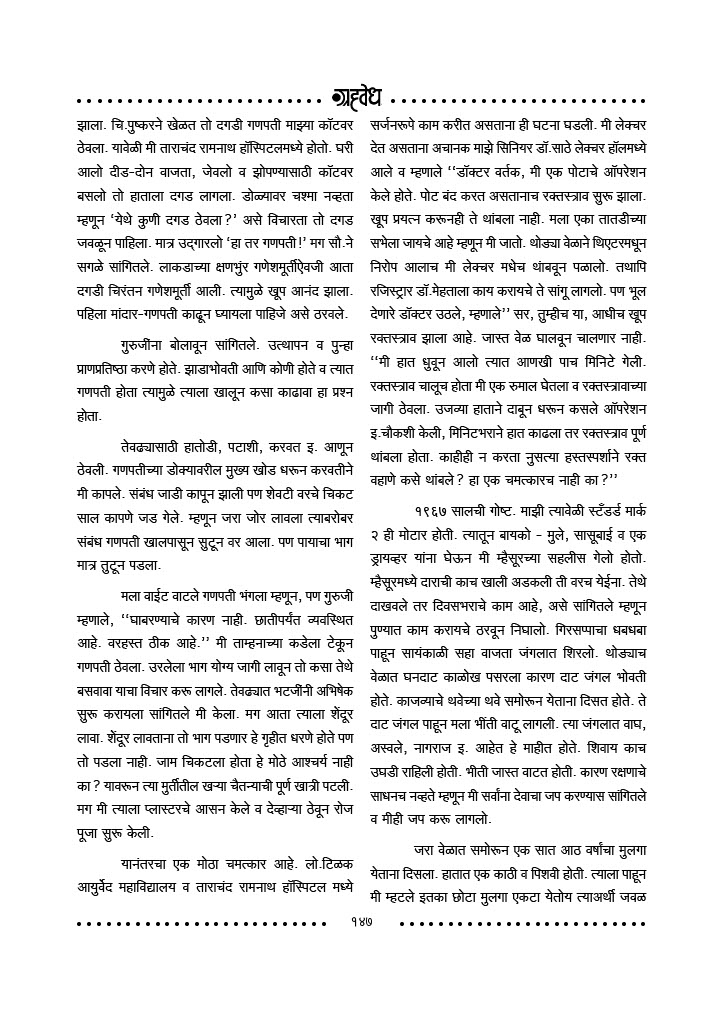 ग्रहवेध
झाला. चि.पुष्करने खेळत तो दगडी गणपती माझ्या कॉटवर
ठेवला. यावेळी मी ताराचंद रामनाथ हॉस्पिटलमध्ये होतो. घरी
आलो दीड-दोन वाजता, जेवलो व झोपण्यासाठी कॉटवर
बसलो तो हाताला दगड लागला. डोळ्यावर चश्मा नव्हता
म्हणून ‘येथे कुणी दगड ठेवला?’ असे विचारता तो दगड
जवळून पाहिला. मात्र उद्गारलो ‘हा तर गणपती!’ मग सौ.ने
सगळे सांगितले. लाकडाच्या क्षणभुंर गणेशमूर्तीऐवजी आता
दगडी चिरंतन गणेशमूर्ती आली. त्यामुळे खूप आनंद झाला.
पहिला मांदार-गणपती काढून घ्यायला पाहिजे असे ठरवले.
गुरुजींना बोलावून सांगितले. उत्थापन व पुन्हा
प्राणप्रतिष्ठा करणे होते. झाडाभोवती आणि कोणी होते व त्यात
गणपती होता त्यामुळे त्याला खालून कसा काढावा हा प्रश्न
होता.
तेवढ्यासाठी हातोडी, पटाशी, करवत इ. आणून
ठेवली. गणपतीच्या डोक्यावरील मुख्य खोड धरून करवतीने
मी कापले. संबंध जाडी कापून झाली पण शेवटी वरचे चिकट
साल कापणे जड गेले. म्हणून जरा जोर लावला त्याबरोबर
संबंध गणपती खालपासून सुटून वर आला. पण पायाचा भाग
मात्र तुटून पडला.
मला वाईट वाटले गणपती भंगला म्हणून, पण गुरुजी
म्हणाले, ‘‘घाबरण्याचे कारण नाही. छातीपर्यंत व्यवस्थित
आहे. वरहस्त ठीक आहे.’’ मी ताम्हनाच्या कडेला टेकून
गणपती ठेवला. उरलेला भाग योग्य जागी लावून तो कसा तेथे
बसवावा याचा विचार करू लागले. तेवढ्यात भटजींनी अभिषेक
सुरू करायला सांगितले मी केला. मग आता त्याला शेंदूर
लावा. शेंदूर लावताना तो भाग पडणार हे गृहीत धरणे होते पण
तो पडला नाही. जाम चिकटला होता हे मोठे आश्चर्य नाही
का? यावरून त्या मुर्तीतील खऱ्या चैतन्याची पूर्ण खात्री पटली.
मग मी त्याला प्लास्टरचे आसन केले व देव्हाऱ्या ठेवून रोज
पूजा सुरू केली.
यानंतरचा एक मोठा चमत्कार आहे. लो.टिळक
आयुर्वेद महाविद्यालय व ताराचंद रामनाथ हॉस्पिटल मध्ये
सर्जनरूपे काम करीत असताना ही घटना घडली. मी लेक्चर
देत असताना अचानक माझे सिनियर डॉ.साठे लेक्चर हॉलमध्ये
आले व म्हणाले ‘‘डॉक्टर वर्तक, मी एक पोटाचे ऑपरेशन
केले होते. पोट बंद करत असतानाच रक्तस्त्राव सुरू झाला.
खूप प्रयत्न करूनही ते थांबला नाही. मला एका तातडीच्या
सभेला जायचे आहे म्हणून मी जातो. थोड्या वेळाने थिएटरमधून
निरोप आलाच मी लेक्चर मधेच थांबवून पळालो. तथापि
रजिस्ट्रार डॉ.मेहताला काय करायचे ते सांगू लागलो. पण भूल
देणारे डॉक्टर उठले, म्हणाले’’ सर, तुम्हीच या, आधीच खूप
रक्तस्त्राव झाला आहे. जास्त वेळ घालवून चालणार नाही.
‘‘मी हात धुवून आलो त्यात आणखी पाच मिनिटे गेली.
रक्तस्त्राव चालूच होता मी एक रुमाल घेतला व रक्तस्त्रावाच्या
जागी ठेवला. उजव्या हाताने दाबून धरून कसले ऑपरेशन
इ.चौकशी केली, मिनिटभराने हात काढला तर रक्तस्त्राव पूर्ण
थांबला होता. काहीही न करता नुसत्या हस्तस्पर्शाने रक्त
वहाणे कसे थांबले? हा एक चमत्कारच नाही का?’’
१९६७ सालची गोष्ट. माझी त्यावेळी स्टँडर्ड मार्क
२ ही मोटार होती. त्यातून बायको - मुले, सासूबाई व एक
ड्रायव्हर यांना घेऊन मी म्हैसूरच्या सहलीस गेलो होतो.
म्हैसूरमध्ये दाराची काच खाली अडकली ती वरच येईना. तेथे
दाखवले तर दिवसभराचे काम आहे, असे सांगितले म्हणून
पुण्यात काम करायचे ठरवून निघालो. गिरसप्पाचा धबधबा
पाहून सायंकाळी सहा वाजता जंगलात शिरलो. थोड्याच
वेळात घनदाट काळोख पसरला कारण दाट जंगल भोवती
होते. काजव्याचे थवेच्या थवे समोरून येताना दिसत होते. ते
दाट जंगल पाहून मला भींती वाटू लागली. त्या जंगलात वाघ,
अस्वले, नागराज इ. आहेत हे माहीत होते. शिवाय काच
उघडी राहिली होती. भीती जास्त वाटत होती. कारण रक्षणाचे
साधनच नव्हते म्हणून मी सर्वांना देवाचा जप करण्यास सांगितले
व मीही जप करू लागलो.
जरा वेळात समोरून एक सात आठ वर्षांचा मुलगा
येताना दिसला. हातात एक काठी व पिशवी होती. त्याला पाहून
मी म्हटले इतका छोटा मुलगा एकटा येतोय त्याअर्थी जवळ
१४७